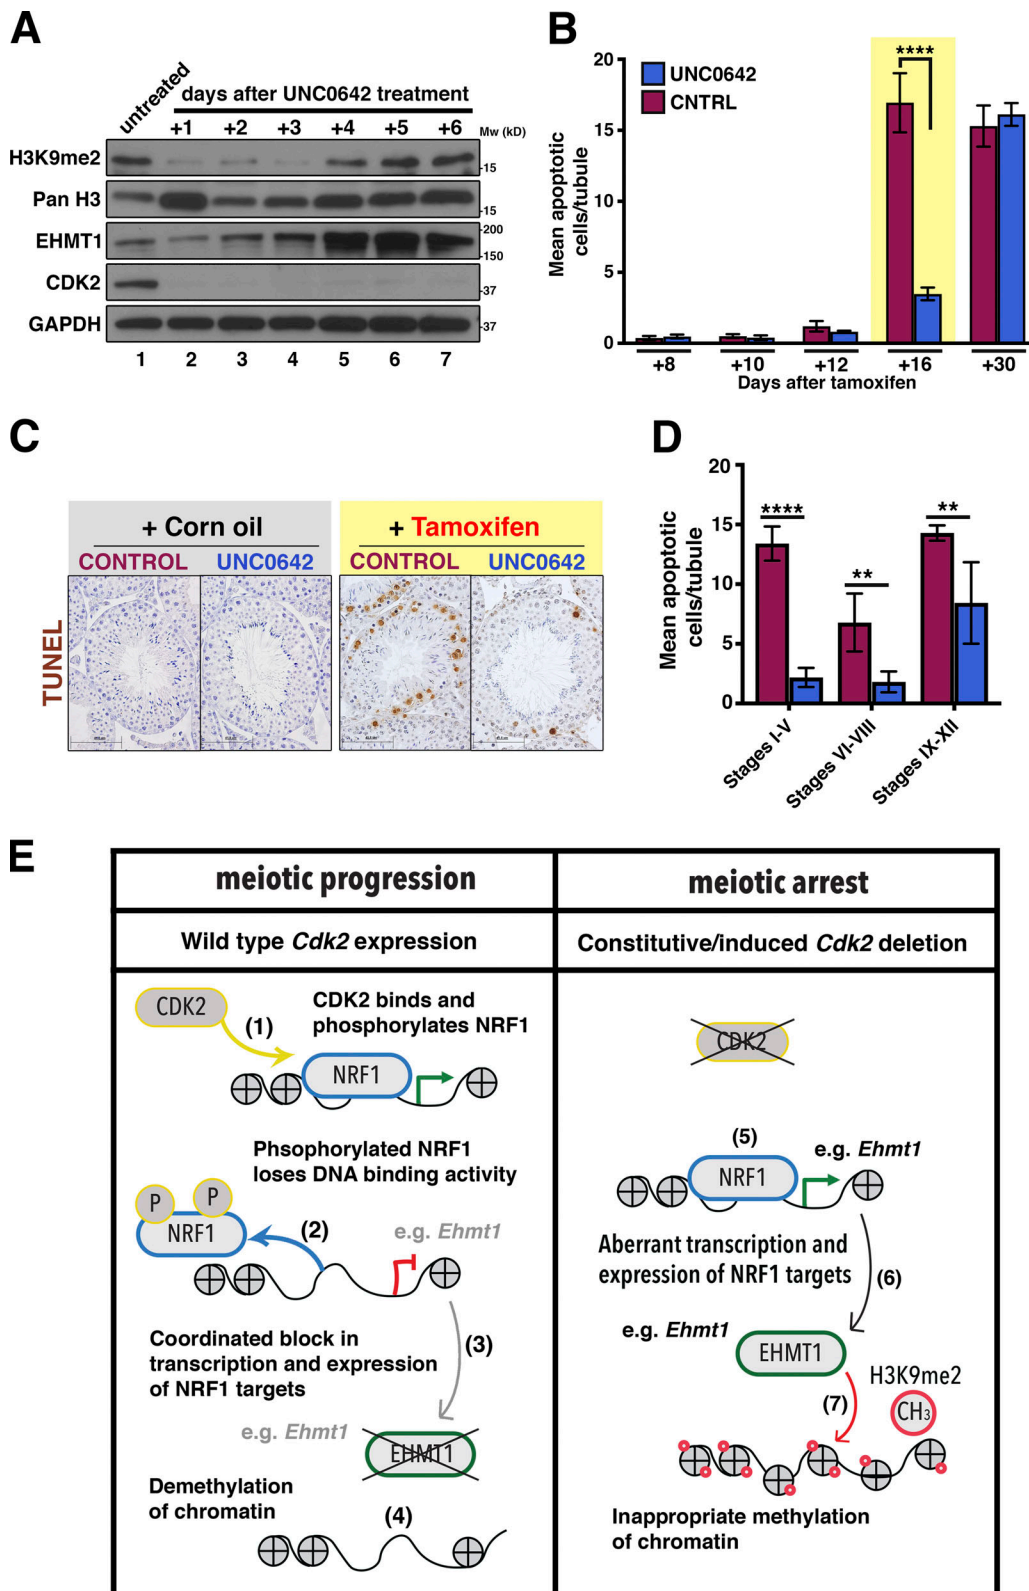 A
untreated
days after UNC0642 treatment
+1 +2 +3 +4 +5 +6 Mw (kD)
H3K9me2
-15
Pan H3
-15
EHMT1
-200
-150
CDK2
-37
GAPDH
-37
1 2 3 4 5 6 7
B
Mean apoptotic
cells/tubule
20
15
10
5
0
UNC0642
CNTRL
****
+8 +10 +12 +16 +30
Days after tamoxifen
C
+ Corn oil
+ Tamoxifen
CONTROL UNC0642
CONTROL UNC0642
TUNEL
D
Mean apoptotic
cells/tubule
20
15
10
5
0
****
**
**
Stages I-V
Stages VI-VIII
Stages IX-XII
E
meiotic progression
meiotic arrest
Wild type Cdk2 expression
Constitutive/induced Cdk2 deletion
CDK2
(1)
CDK2 binds and
phosphorylates NRF1
NRF1
Phsophorylated NRF1
loses DNA binding activity
P P
NRF1
(2)
e.g. Ehmt1
Coordinated block in
transcription and expression
of NRF1 targets
(3)
e.g. Ehmt1
EHMT1
Demethylation
of chromatin
(4)
CDK2
(5)
e.g. Ehmt1
NRF1
Aberrant transcription and
expression of NRF1 targets
(6)
e.g. Ehmt1
EHMT1
H3K9me2
(7)
CH3
Inappropriate methylation
of chromatin